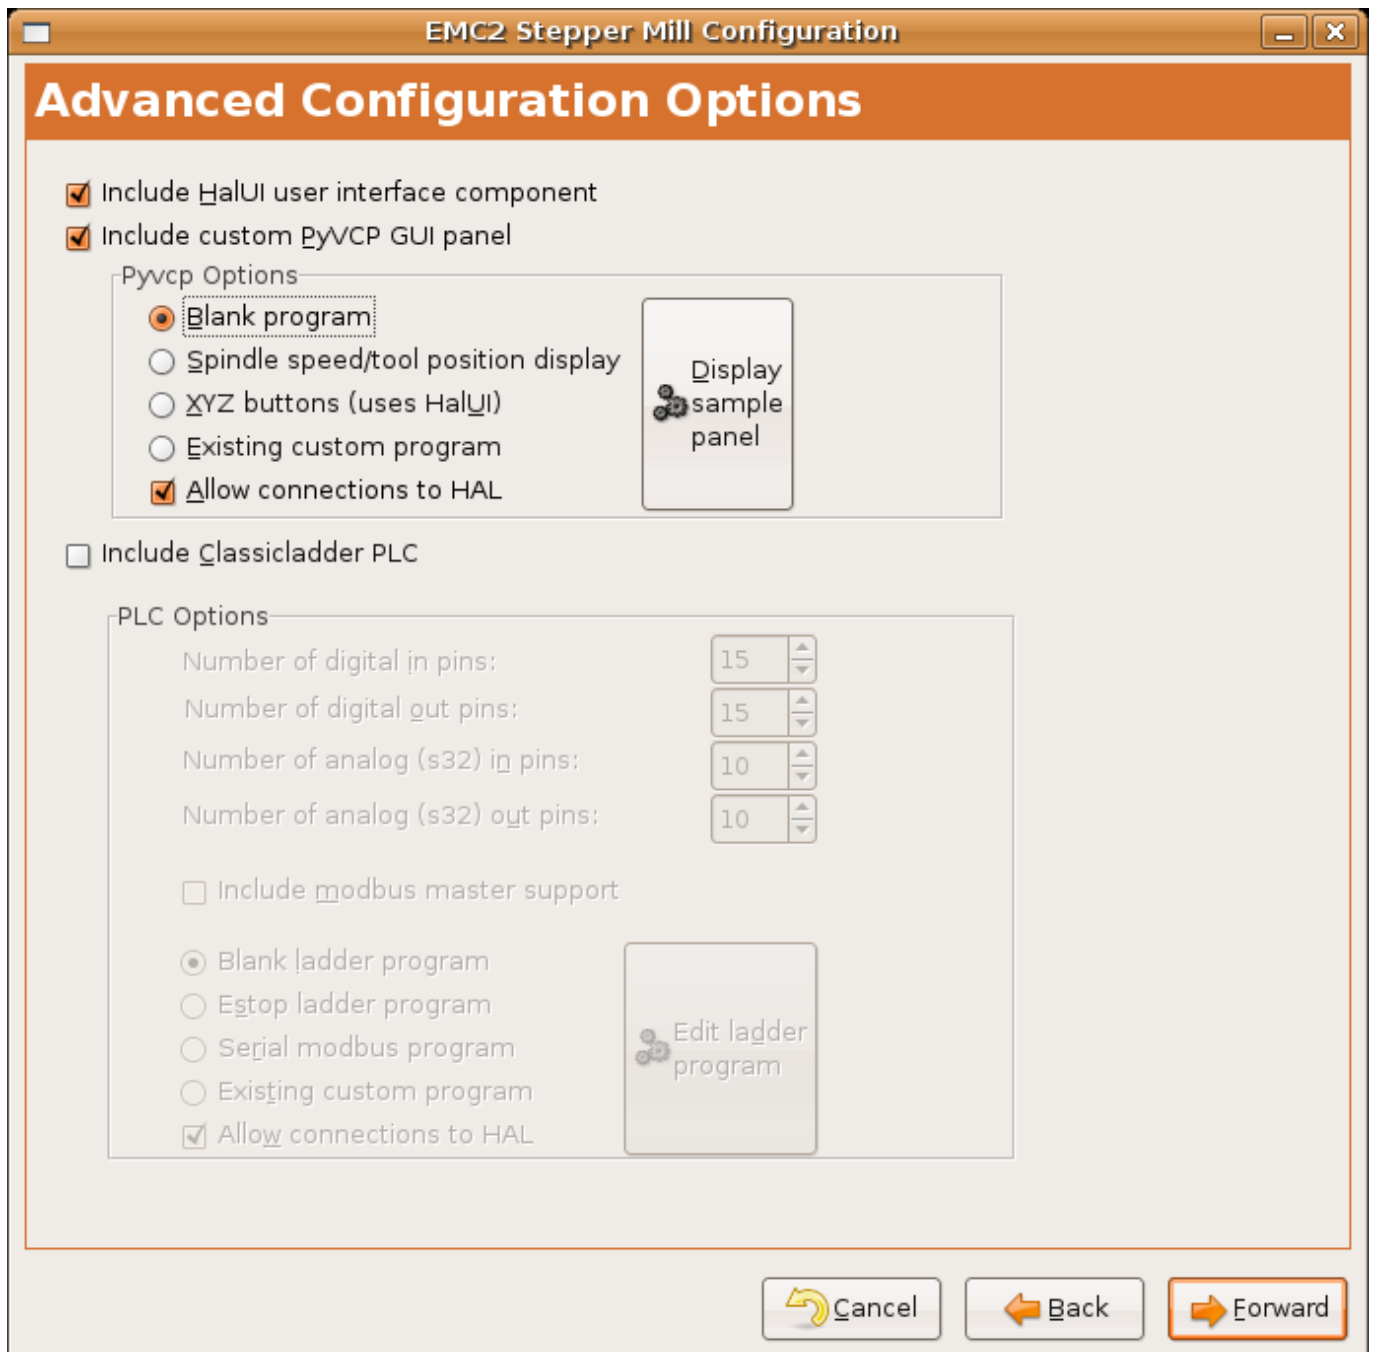 EMC2 Stepper Mill Configuration
Advanced Configuration Options
Include HalUI user interface component
Include custom PyVCP GUI panel
Pyvcp Options
Blank program
Spindle speed/tool position display
XYZ buttons (uses HalUI)
Existing custom program
Allow connections to HAL
Display
sample
panel
Include Classicladder PLC
PLC Options
Number of digital in pins: 15
Number of digital out pins: 15
Number of analog (s32) in pins: 10
Number of analog (s32) out pins: 10
Include modbus master support
Blank ladder program
Estop ladder program
Serial modbus program
Existing custom program
Allow connections to HAL
Edit ladder
program
Cancel Back Forward